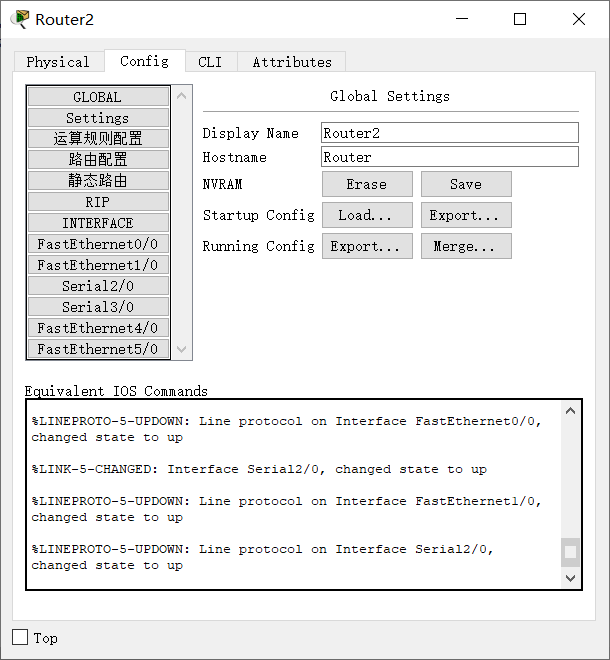 Router2
Physical Config CLI Attributes
GLOBAL
Settings
运算规则配置
路由配置
静态路由
RIP
INTERFACE
FastEthernet0/0
FastEthernet1/0
Serial2/0
Serial3/0
FastEthernet4/0
FastEthernet5/0
Global Settings
Display Name Router2
Hostname Router
NVRAM Erase Save
Startup Config Load... Export...
Running Config Export... Merge...
Equivalent IOS Commands
%LINEPROTO-5-UPDOWN: Line protocol on Interface FastEthernet0/0,
changed state to up
%LINK-5-CHANGED: Interface Serial2/0, changed state to up
%LINEPROTO-5-UPDOWN: Line protocol on Interface FastEthernet1/0,
changed state to up
%LINEPROTO-5-UPDOWN: Line protocol on Interface Serial2/0,
changed state to up
Top